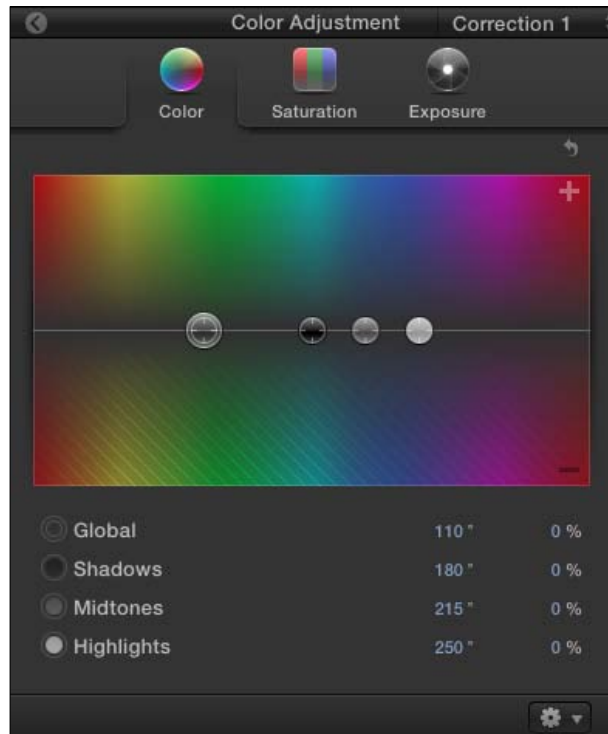 Color Adjustment
Correction 1
Color
Saturation
Exposure
Global 110 ° 0 %
Shadows 180 ° 0 %
Midtones 215 ° 0 %
Highlights 250 ° 0 %